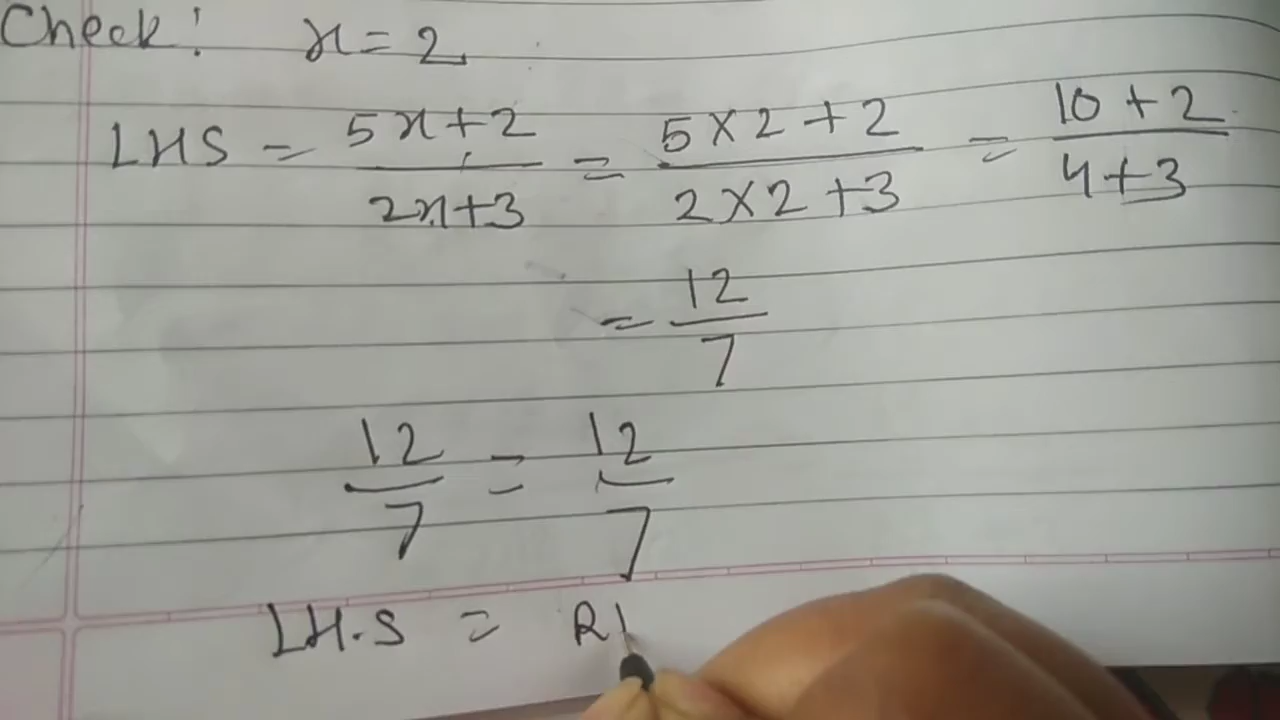 Check! x = 2
LHS = 5x+2 / 2x+3 = 5×2+2 / 2×2+3 = 10+2 / 4+3
= 12 / 7
12 / 7 = 12 / 7
LH.S = R